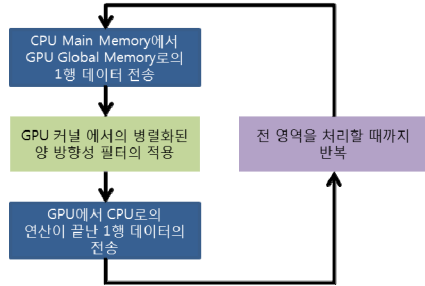 CPU Main Memory에서
GPU Global Memory로의
1행 데이터 전송
GPU 커널 에서의 병렬화된
양 방향성 필터의 적용
GPU에서 CPU로의
연산이 끝난 1행 데이터의
전송
전 영역을 처리할 때까지
반복